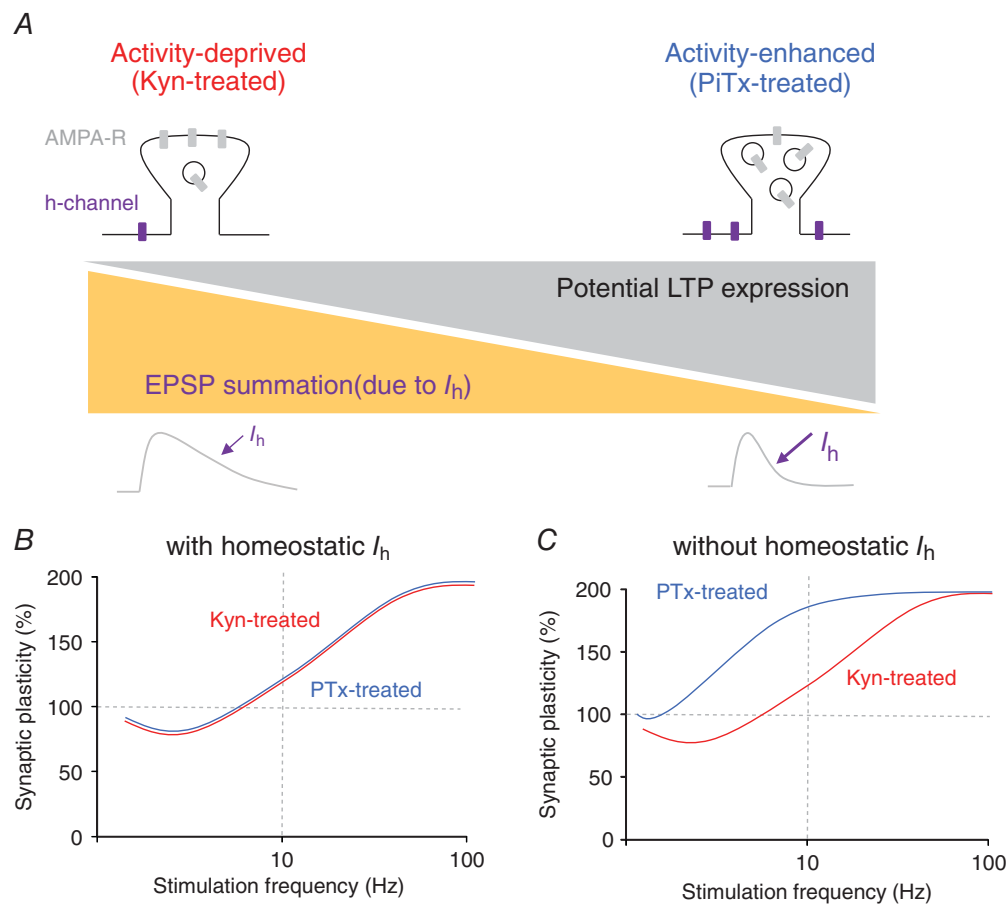 A
Activity-deprived
(Kyn-treated)
Activity-enhanced
(PiTx-treated)
AMPA-R
h-channel
Potential LTP expression
EPSP summation(due to Ih)
Ih
Ih
B
with homeostatic Ih
200
150
100
50
0
Synaptic plasticity (%)
Kyn-treated
PTx-treated
10
100
Stimulation frequency (Hz)
C
without homeostatic Ih
200
150
100
50
0
Synaptic plasticity (%)
PTx-treated
Kyn-treated
10
100
Stimulation frequency (Hz)